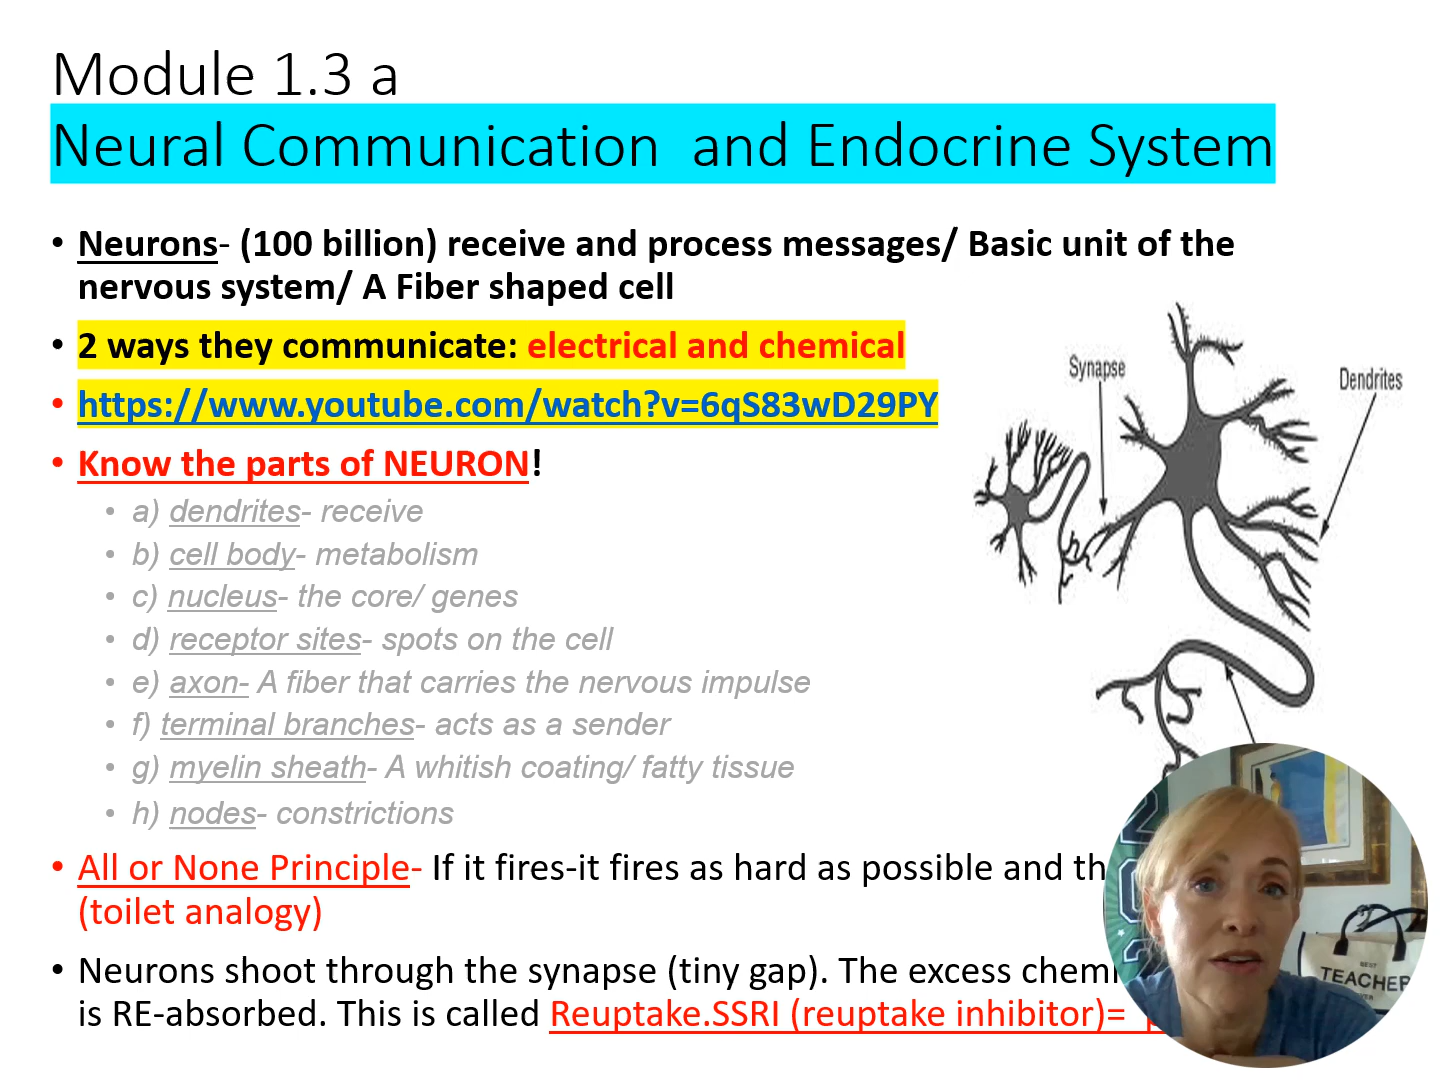 Module 1.3 a
Neural Communication and Endocrine System
• Neurons- (100 billion) receive and process messages/ Basic unit of the
nervous system/ A Fiber shaped cell
• 2 ways they communicate: electrical and chemical
• https://www.youtube.com/watch?v=6qS83wD29PY
• Know the parts of NEURON!
• a) dendrites- receive
• b) cell body- metabolism
• c) nucleus- the core/ genes
• d) receptor sites- spots on the cell
• e) axon- A fiber that carries the nervous impulse
• f) terminal branches- acts as a sender
• g) myelin sheath- A whitish coating/ fatty tissue
• h) nodes- constrictions
Synapse
Dendrites
• All or None Principle- If it fires-it fires as hard as possible and
(toilet analogy)
• Neurons shoot through the synapse (tiny gap). The excess
is RE-absorbed. This is called Reuptake.SSRI (reuptake inhibitor)=
BEST
TEACHER